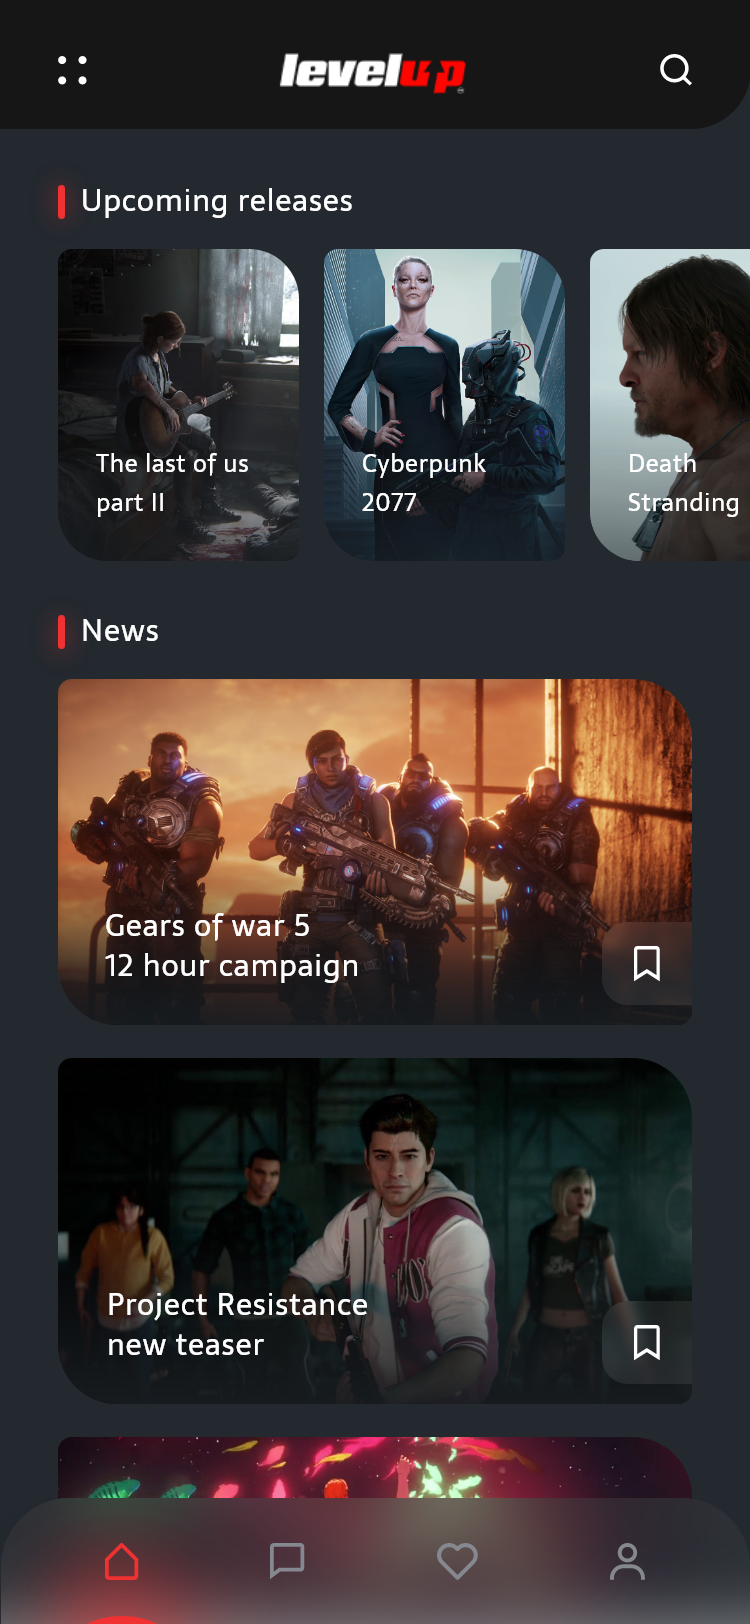 levelup
Upcoming releases
The last of us
part II
Cyberpunk
2077
Death
Stranding
News
Gears of war 5
12 hour campaign
Project Resistance
new teaser